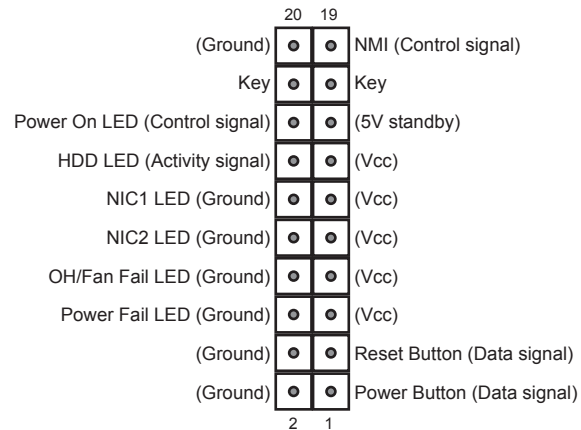 20 19
(Ground) NMI (Control signal)
Key Key
Power On LED (Control signal) (5V standby)
HDD LED (Activity signal) (Vcc)
NIC1 LED (Ground) (Vcc)
NIC2 LED (Ground) (Vcc)
OH/Fan Fail LED (Ground) (Vcc)
Power Fail LED (Ground) (Vcc)
(Ground) Reset Button (Data signal)
(Ground) Power Button (Data signal)
2 1